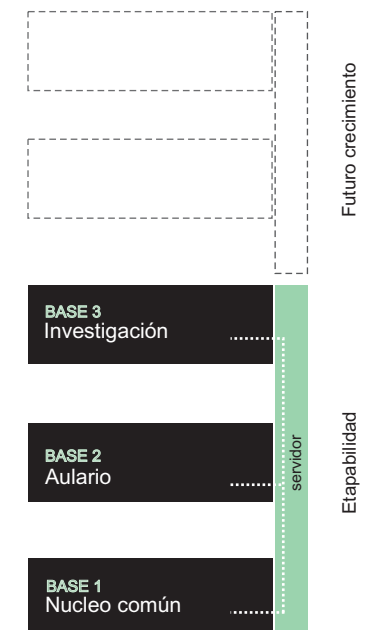 Futuro crecimiento
BASE 3
Investigación
BASE 2
Aulario
servidor
Etapabilidad
BASE 1
Nucleo común